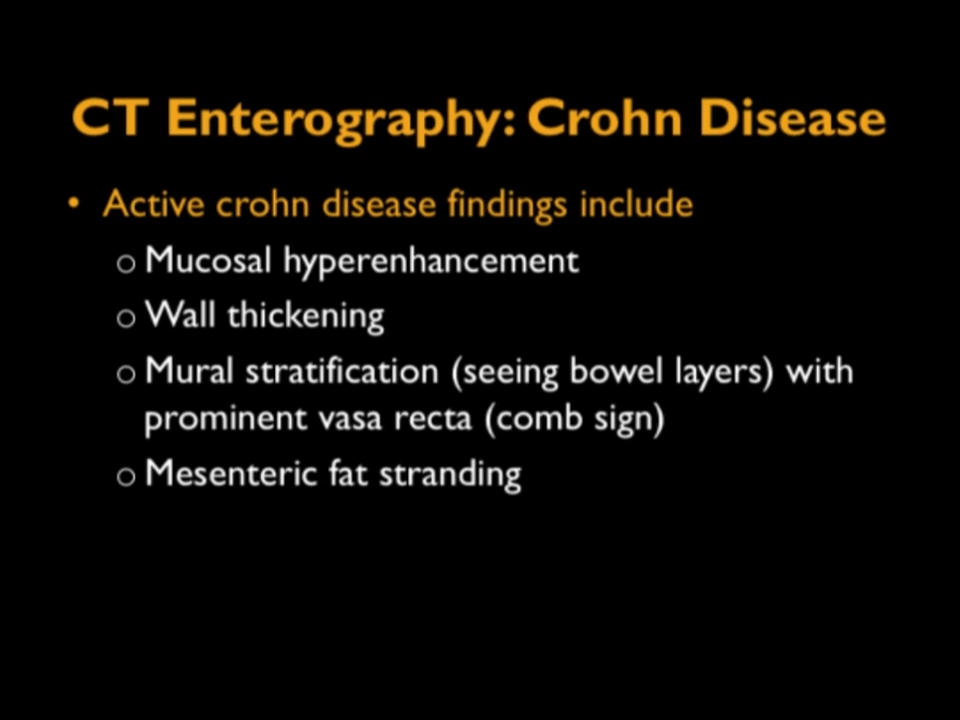 CT Enterography: Crohn Disease
• Active crohn disease findings include
o Mucosal hyperenhancement
o Wall thickening
o Mural stratification (seeing bowel layers) with
prominent vasa recta (comb sign)
o Mesenteric fat stranding